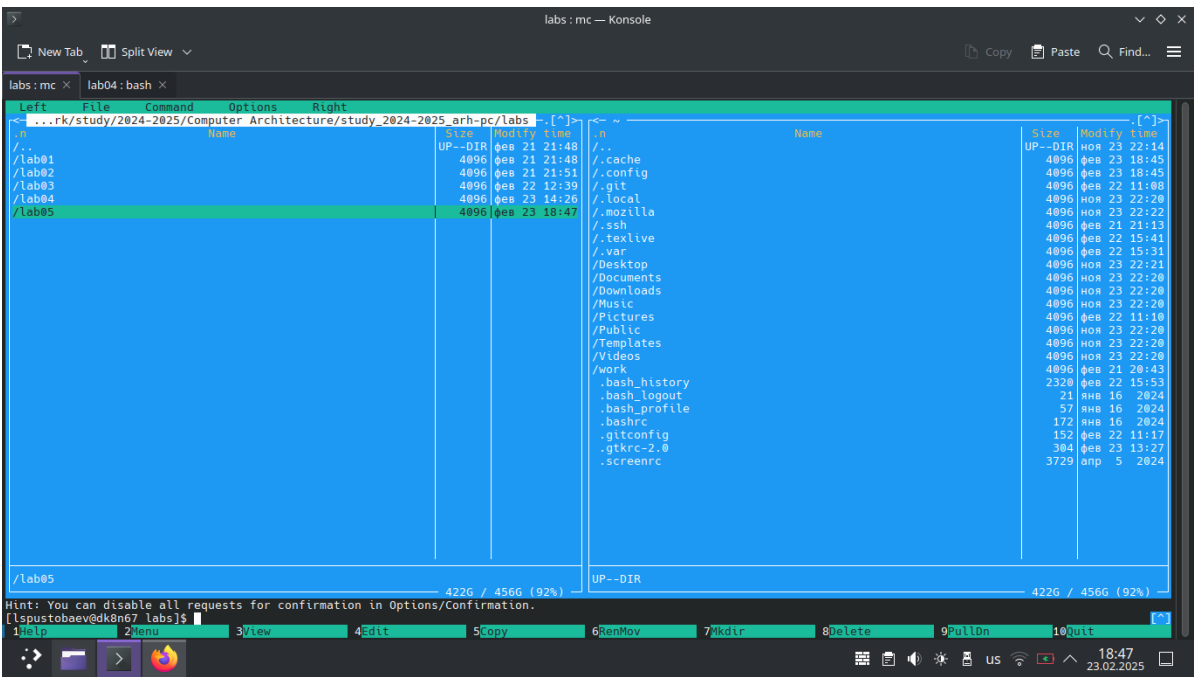 labs : mc — Konsole
New Tab Split View Copy Paste Find...
labs : mc lab04 : bash
Left File Command Options Right
<— ...rk/study/2024-2025/Computer Architecture/study_2024-2025_arh-pc/labs —.[^]> <— ~ —.[^]>
.n Name Size Modify time .n Name Size Modify time
/.. UP--DIR фев 21 21:48 /.. UP--DIR ноя 23 22:14
/lab01 4096 фев 21 21:48 /.cache 4096 фев 23 18:45
/lab02 4096 фев 21 21:51 /.config 4096 фев 23 18:45
/lab03 4096 фев 22 12:39 /.git 4096 фев 22 11:08
/lab04 4096 фев 23 14:26 /.local 4096 ноя 23 22:20
/lab05 4096 фев 23 18:47 /.mozilla 4096 ноя 23 22:22
/.ssh 4096 фев 21 21:13
/.texlive 4096 фев 22 15:41
/.var 4096 фев 22 15:31
/Desktop 4096 ноя 23 22:21
/Documents 4096 ноя 23 22:20
/Downloads 4096 ноя 23 22:20
/Music 4096 ноя 23 22:20
/Pictures 4096 фев 22 11:10
/Public 4096 ноя 23 22:20
/Templates 4096 ноя 23 22:20
/Videos 4096 ноя 23 22:20
/work 4096 фев 21 20:43
.bash_history 2320 фев 22 15:53
.bash_logout 21 янв 16 2024
.bash_profile 57 янв 16 2024
.bashrc 172 янв 16 2024
.gitconfig 152 фев 22 11:17
.gtkrc-2.0 304 фев 23 13:27
.screenrc 3729 апр 5 2024
/lab05 UP--DIR
422G / 456G (92%) 422G / 456G (92%)
Hint: You can disable all requests for confirmation in Options/Confirmation.
[lspustobaev@dk8n67 labs]$ [^]
1Help 2Menu 3View 4Edit 5Copy 6RenMov 7Mkdir 8Delete 9PullDn 10Quit
us 18:47
23.02.2025